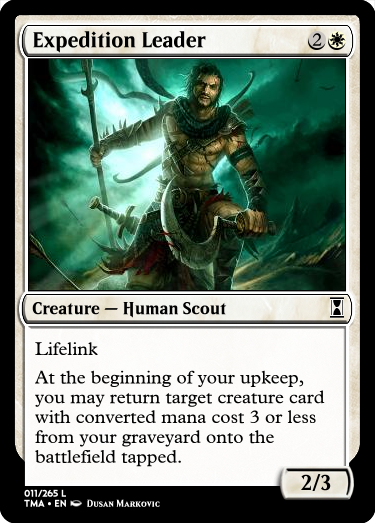 Expedition Leader 2
Creature — Human Scout
Lifelink
At the beginning of your upkeep,
you may return target creature card
with converted mana cost 3 or less
from your graveyard onto the
battlefield tapped.
2/3
011/265 L
TMA • EN Dusan Markovic